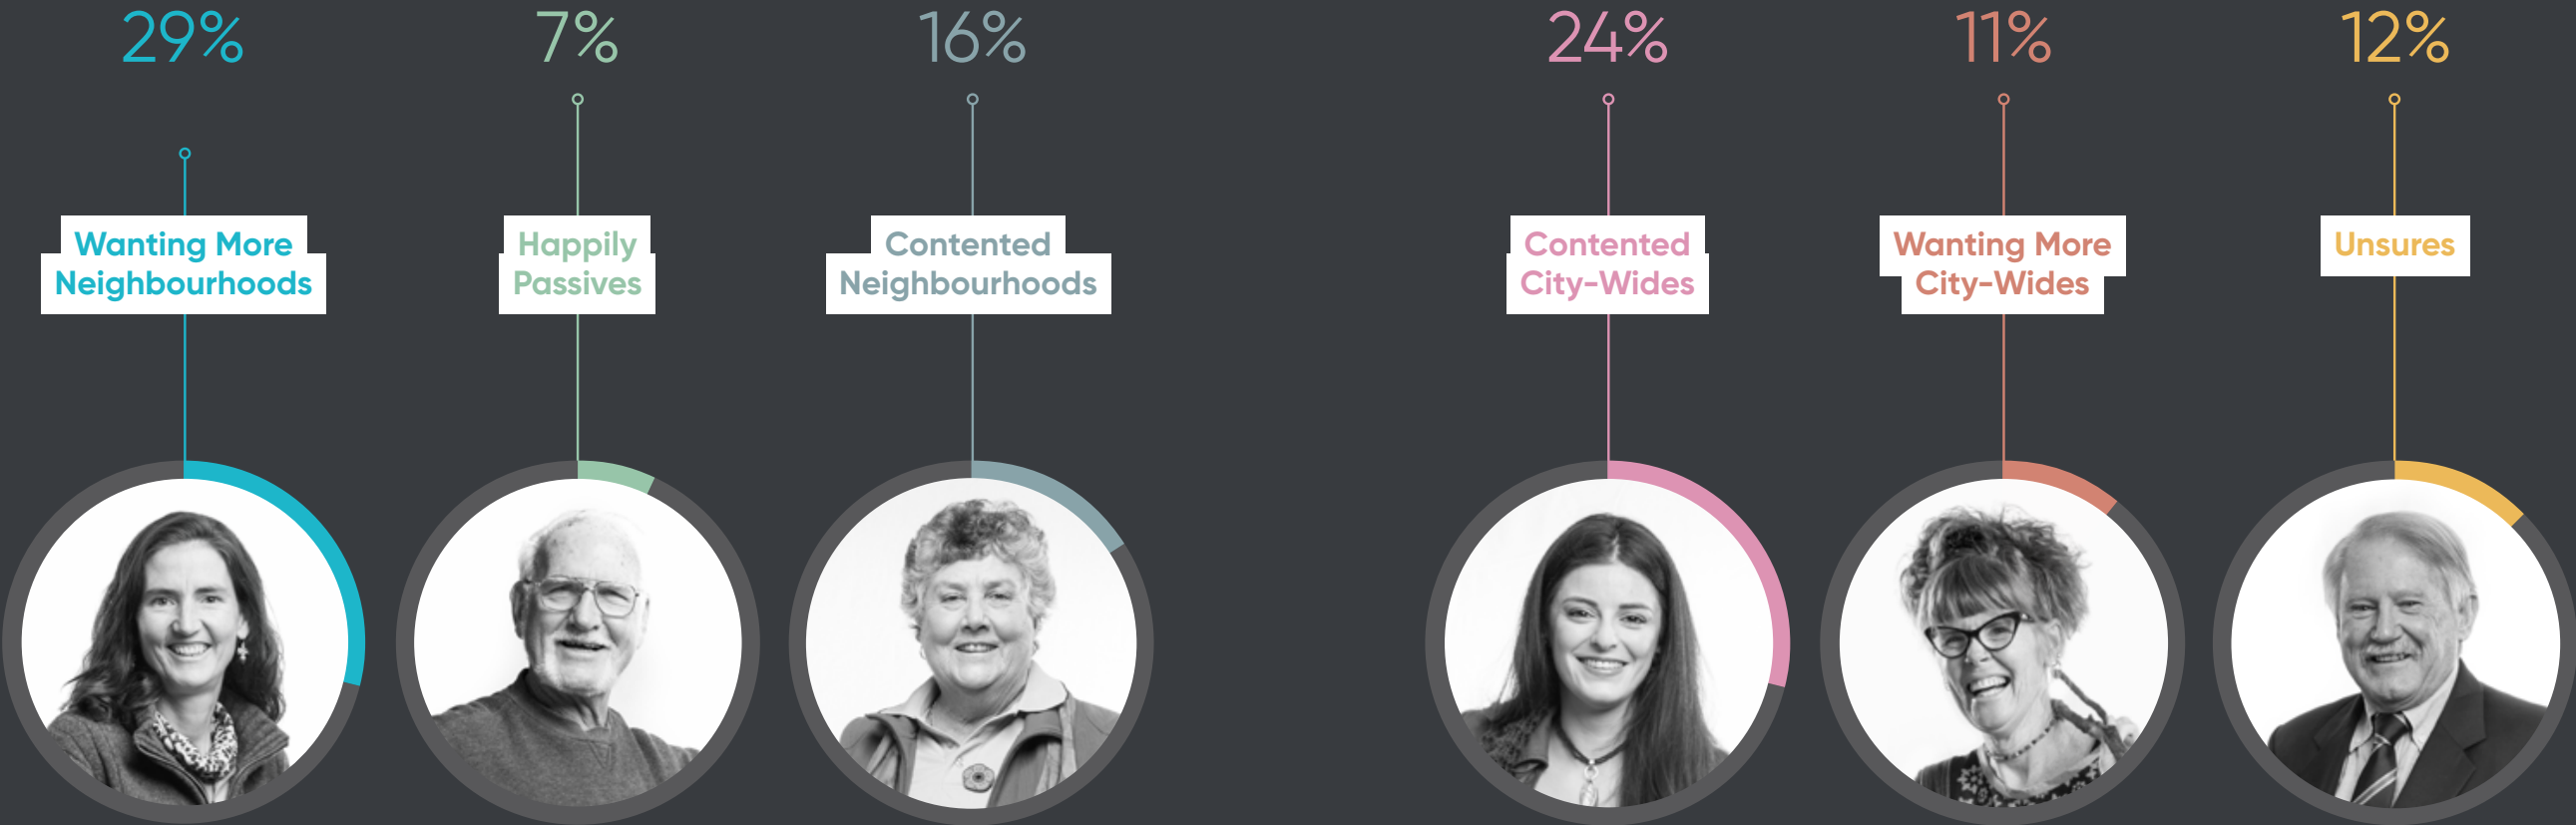 29%
7%
16%
24%
11%
12%
Wanting More
Neighbourhoods
Happily
Passives
Contented
Neighbourhoods
Contented
City-Wides
Wanting More
City-Wides
Unsures